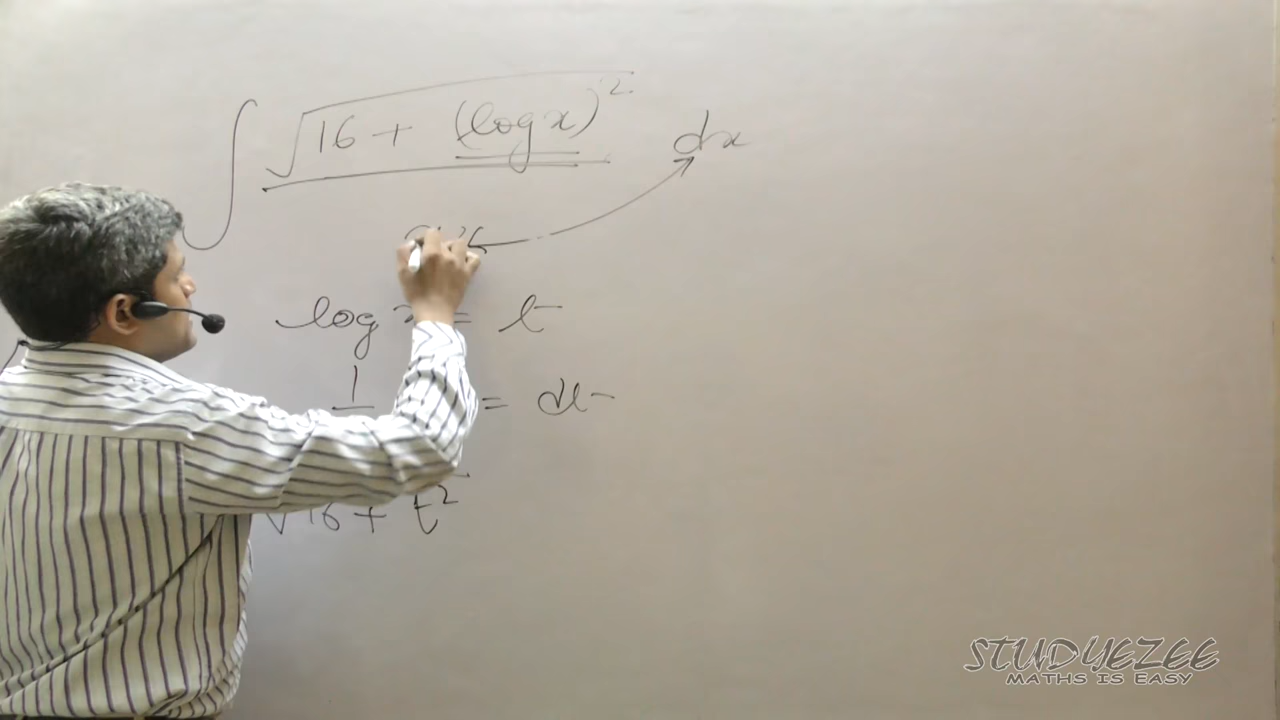 ∫ √16 + (log x)² dx
log x = t
1 = dt
√16 + t²
STUDYEZEE
MATHS IS EASY